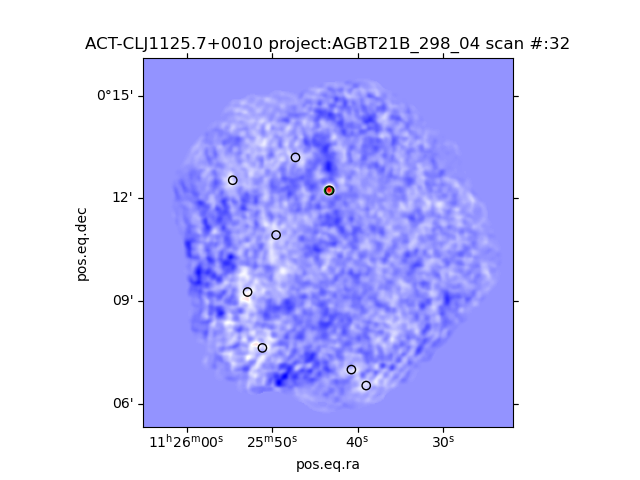 ACT-CLJ1125.7+0010 project:AGBT21B_298_04 scan #:32
0°15'
12'
09'
06'
pos.eq.dec
11ʰ26ᵐ00ˢ 25ᵐ50ˢ 40ˢ 30ˢ
pos.eq.ra